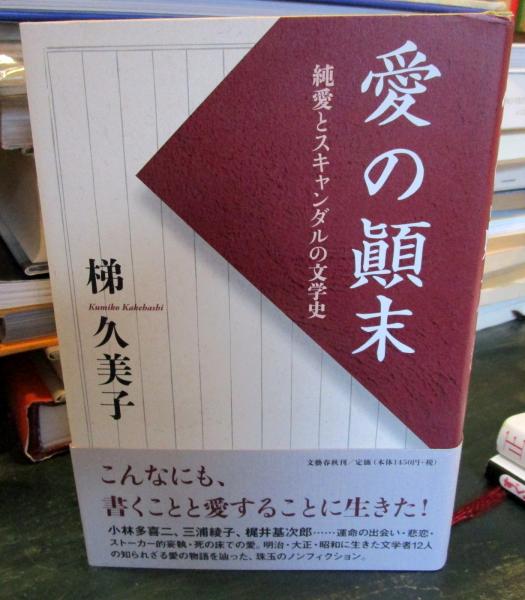 愛の顚末
純愛とスキャンダルの文学史
梯 久美子
Kumiko Kakehashi
文藝春秋刊/定価(本体1450円+税)
こんなにも、
書くことと愛することに生きた!
小林多喜二、三浦綾子、梶井基次郎……運命の出会い・悲恋・
ストーカー的妄執・死の床での愛。明治・大正・昭和に生きた文学者12人
の知られざる愛の物語を辿った、珠玉のノンフィクション。